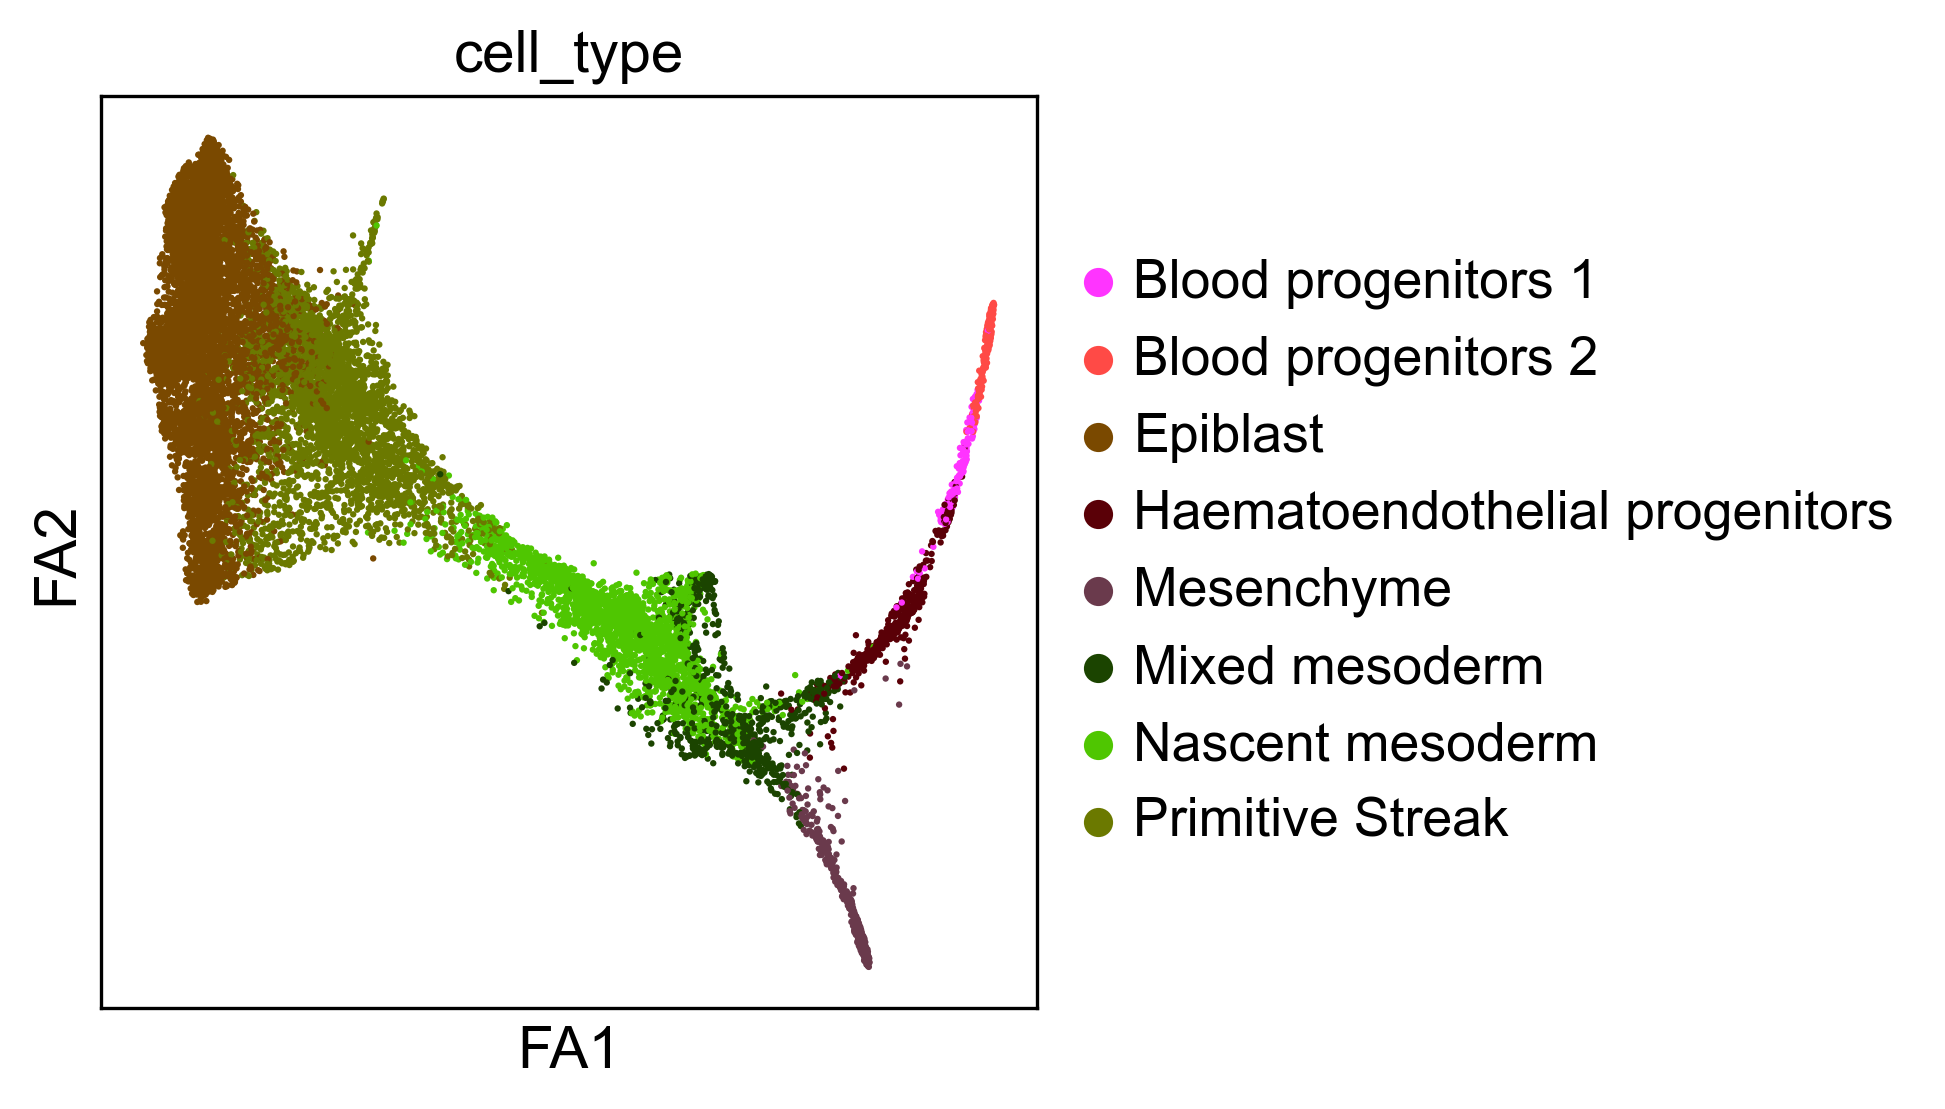 cell_type
FA2
FA1
Blood progenitors 1
Blood progenitors 2
Epiblast
Haematoendothelial progenitors
Mesenchyme
Mixed mesoderm
Nascent mesoderm
Primitive Streak